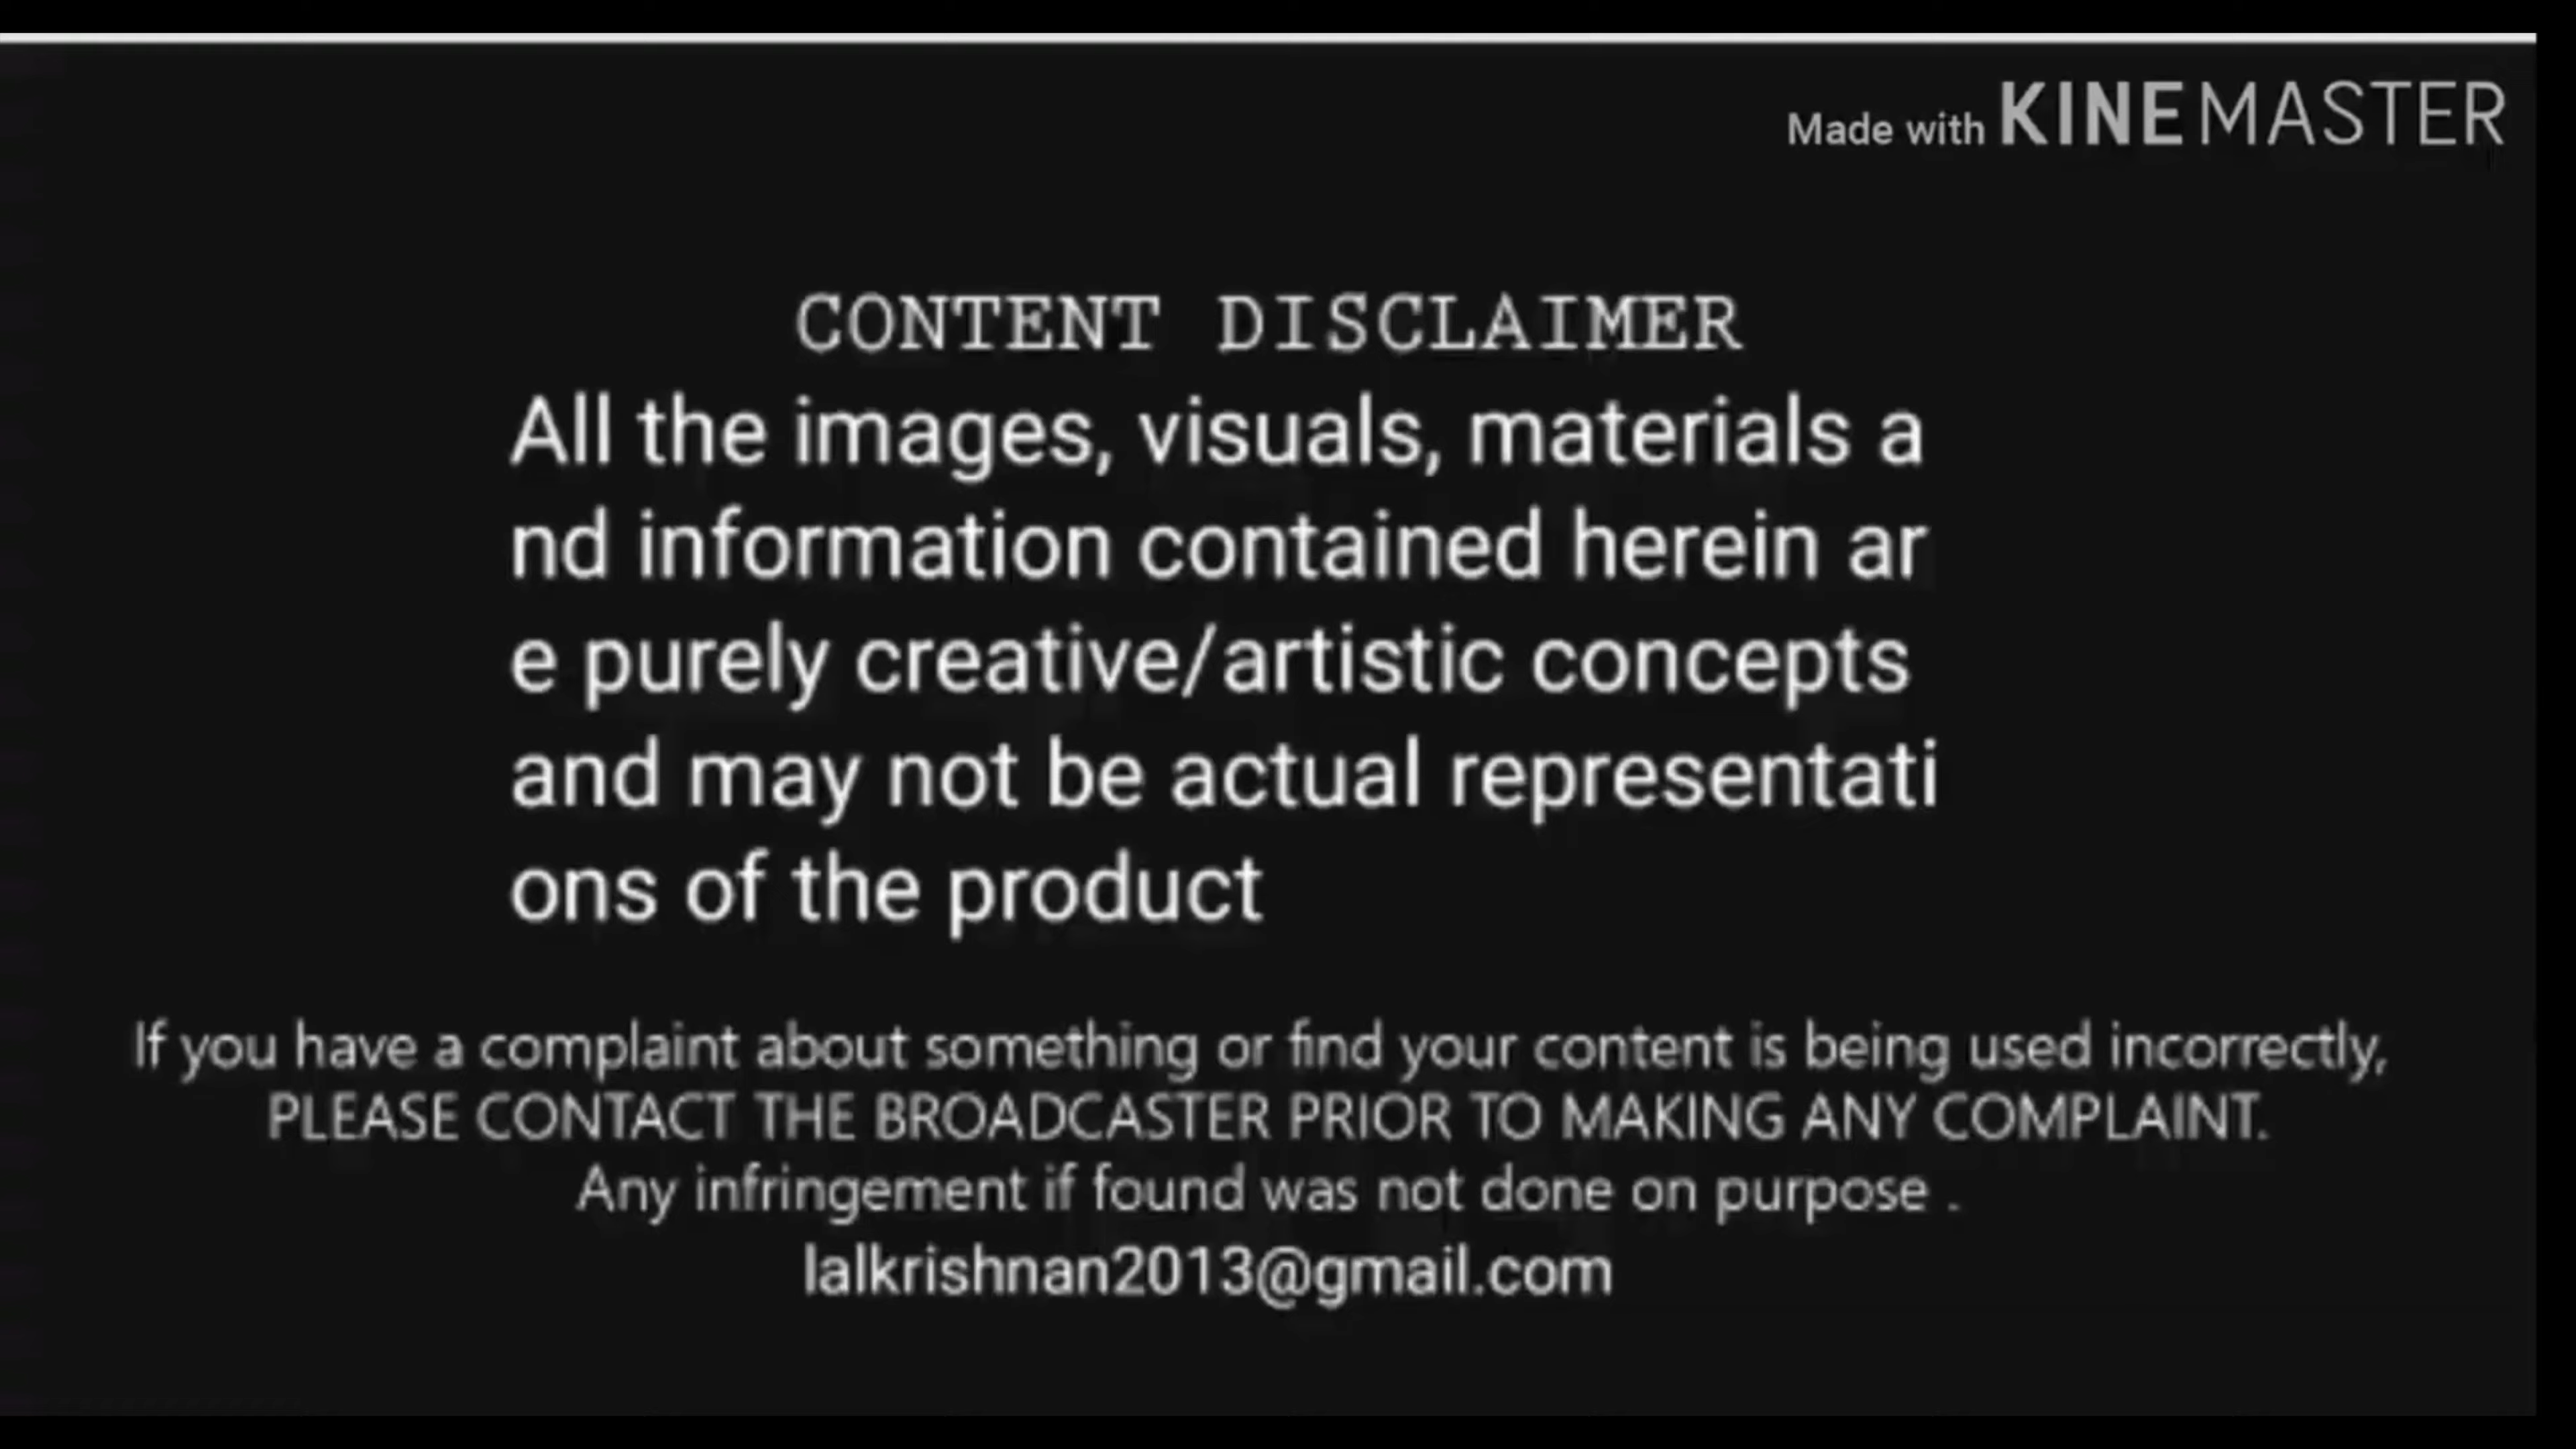 Made with KINEMASTER
CONTENT DISCLAIMER
All the images, visuals, materials a
nd information contained herein ar
e purely creative/artistic concepts
and may not be actual representati
ons of the product
If you have a complaint about something or find your content is being used incorrectly,
PLEASE CONTACT THE BROADCASTER PRIOR TO MAKING ANY COMPLAINT.
Any infringement if found was not done on purpose .
lalkrishnan2013@gmail.com